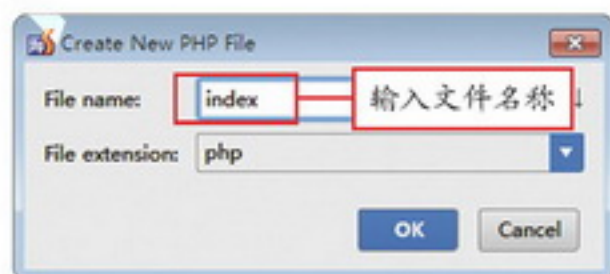 Create New PHP File
File name: index 输入文件名称
File extension: php
OK Cancel